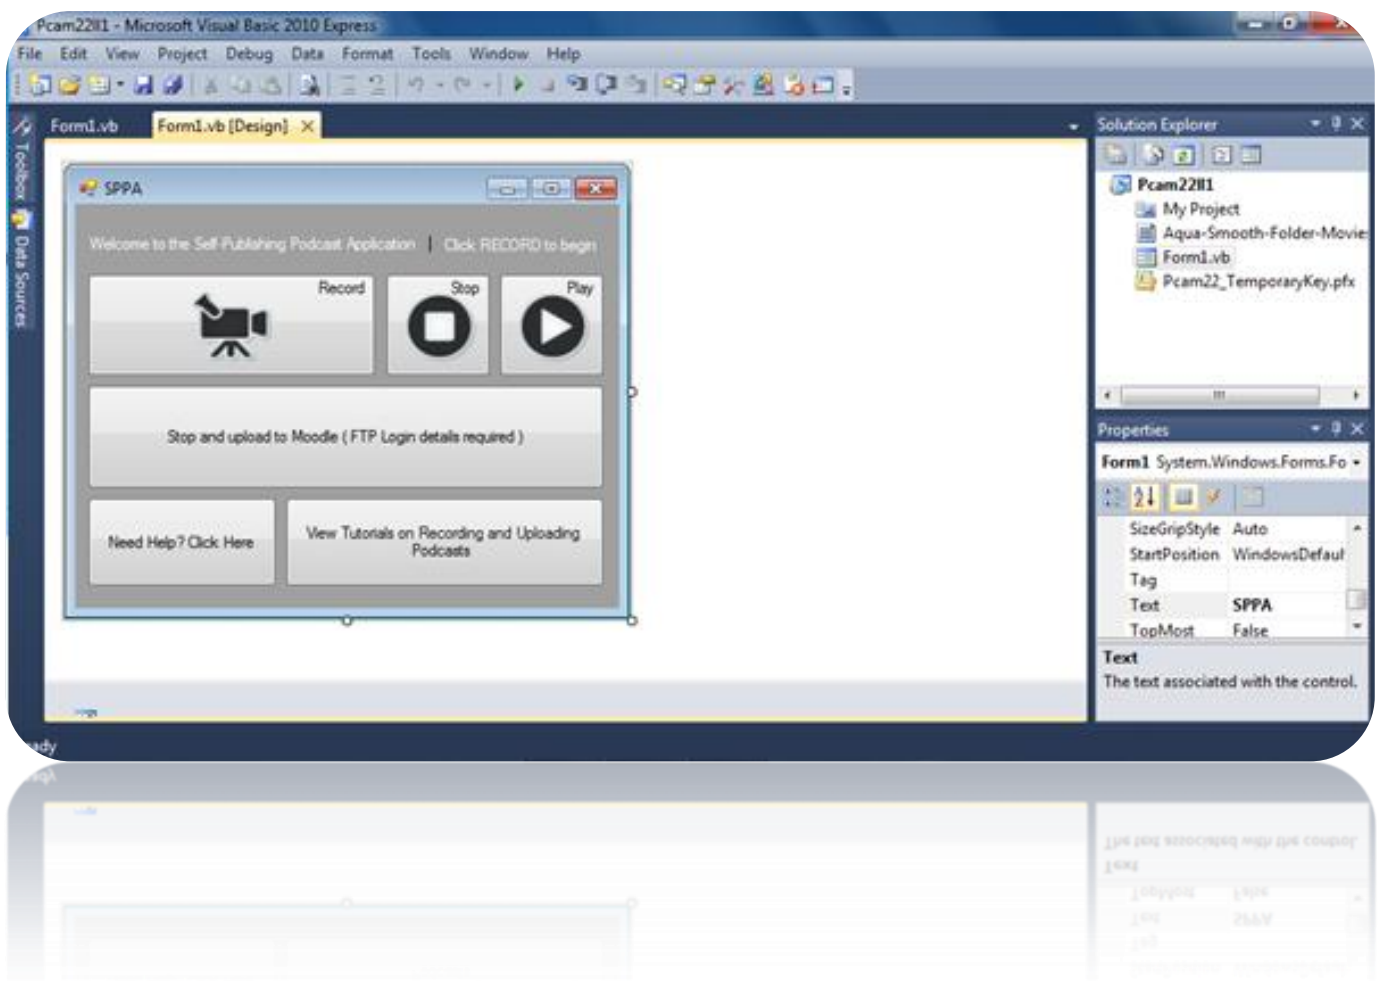 Pcam22II1 - Microsoft Visual Basic 2010 Express
File Edit View Project Debug Data Format Tools Window Help
Toolbox
Data Sources
Form1.vb
Form1.vb [Design]
SPPA
Welcome to the Self-Publishing Podcast Application | Click RECORD to begin
Record
Stop
Play
Stop and upload to Moodle ( FTP Login details required )
Need Help? Click Here
View Tutorials on Recording and Uploading
Podcasts
Solution Explorer
Pcam22II1
My Project
Aqua-Smooth-Folder-Movie
Form1.vb
Pcam22_TemporaryKey.pfx
Properties
Form1 System.Windows.Forms.Fo
SizeGripStyle Auto
StartPosition WindowsDefaul
Tag
Text SPPA
TopMost False
Text
The text associated with the control.